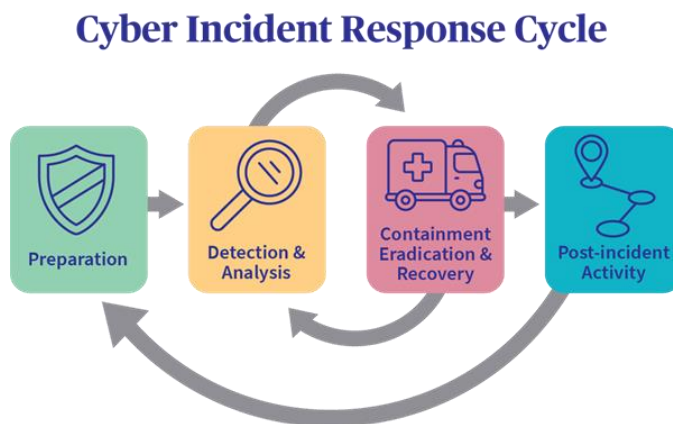 Cyber Incident Response Cycle
Preparation
Detection &
Analysis
Containment
Eradication &
Recovery
Post-incident
Activity